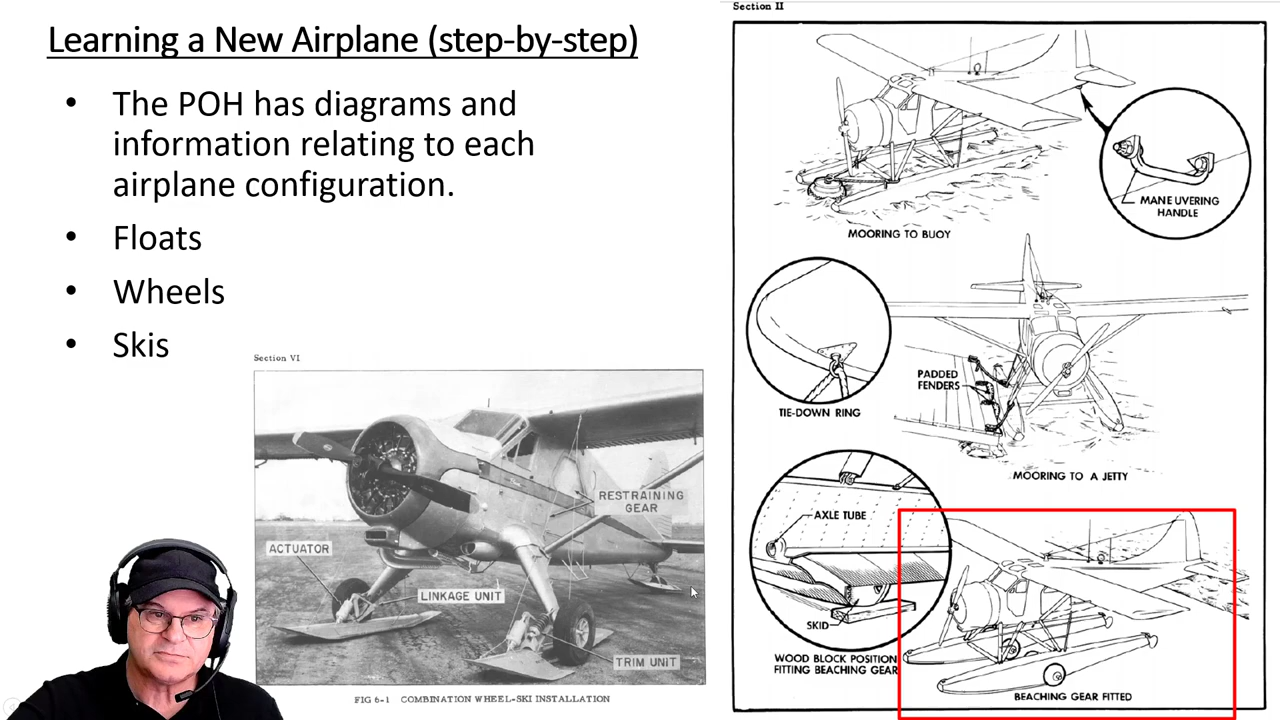 Learning a New Airplane (step-by-step)
• The POH has diagrams and
information relating to each
airplane configuration.
• Floats
• Wheels
• Skis
Section VI
RESTRAINING
GEAR
ACTUATOR
LINKAGE UNIT
TRIM UNIT
FIG 6-1 COMBINATION WHEEL-SKI INSTALLATION
Section II
MANEUVERING
HANDLE
MOORING TO BUOY
PADDED
FENDERS
TIE-DOWN RING
MOORING TO A JETTY
AXLE TUBE
SKID
WOOD BLOCK POSITION
FITTING BEACHING GEAR
BEACHING GEAR FITTED